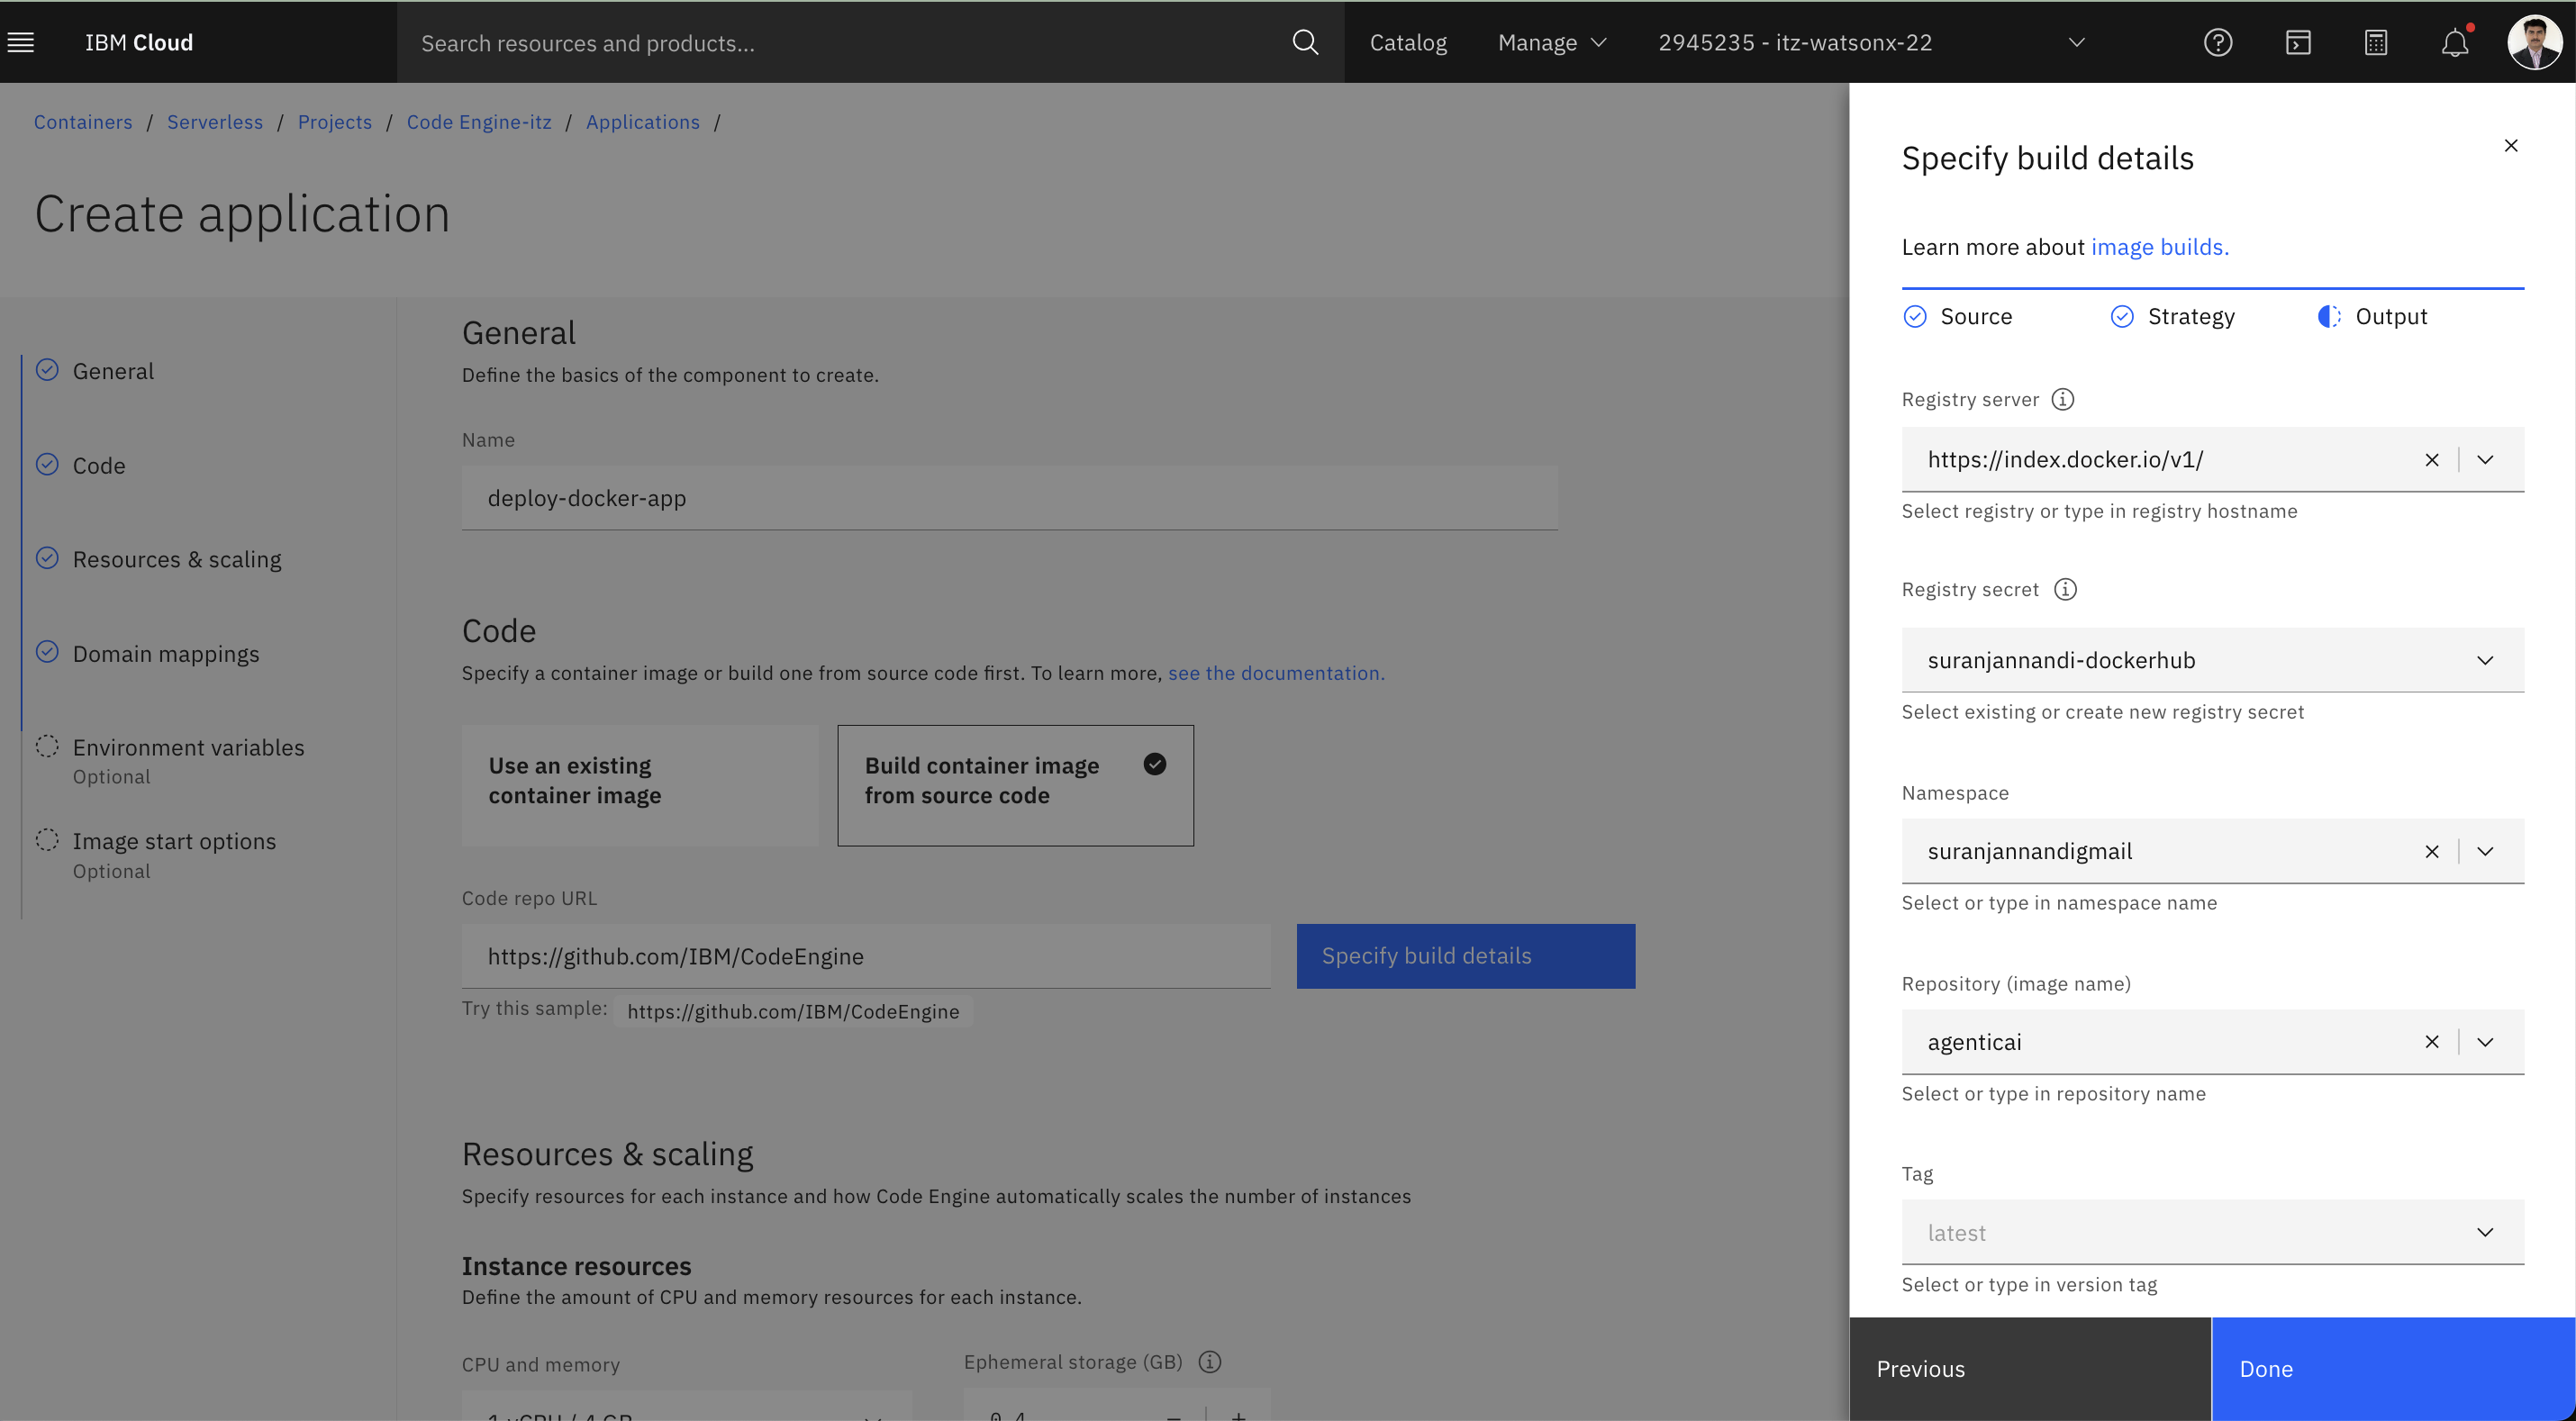 IBM Cloud
Search resources and products...
Catalog
Manage
2945235 - itz-watsonx-22
Containers / Serverless / Projects / Code Engine-itz / Applications /
Create application
General
Code
Resources & scaling
Domain mappings
Environment variables
Optional
Image start options
Optional
General
Define the basics of the component to create.
Name
deploy-docker-app
Code
Specify a container image or build one from source code first. To learn more, see the documentation.
Use an existing
container image
Build container image
from source code
Code repo URL
https://github.com/IBM/CodeEngine
Specify build details
Try this sample: https://github.com/IBM/CodeEngine
Resources & scaling
Specify resources for each instance and how Code Engine automatically scales the number of instances
Instance resources
Define the amount of CPU and memory resources for each instance.
CPU and memory
Ephemeral storage (GB)
1 vCPU / 4 GB
0.4
Specify build details
Learn more about image builds.
Source
Strategy
Output
Registry server
https://index.docker.io/v1/
Select registry or type in registry hostname
Registry secret
suranjannandi-dockerhub
Select existing or create new registry secret
Namespace
suranjannandigmail
Select or type in namespace name
Repository (image name)
agenticai
Select or type in repository name
Tag
latest
Select or type in version tag
Previous
Done